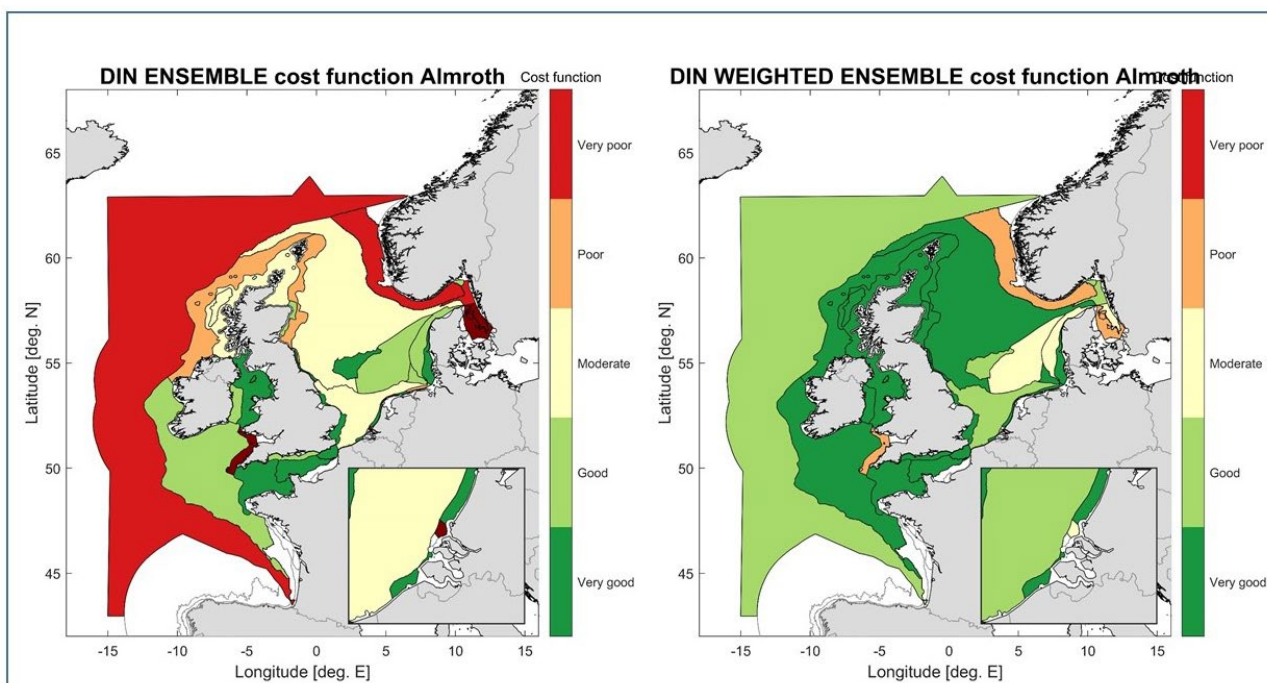 DIN ENSEMBLE cost function Almroth
Cost function
65
60
55
50
45
Latitude [deg. N]
-15
-10
-5
0
5
10
15
Longitude [deg. E]
Very poor
Poor
Moderate
Good
Very good
DIN WEIGHTED ENSEMBLE cost function Almroth
Cost function
65
60
55
50
45
Latitude [deg. N]
-15
-10
-5
0
5
10
15
Longitude [deg. E]
Very poor
Poor
Moderate
Good
Very good